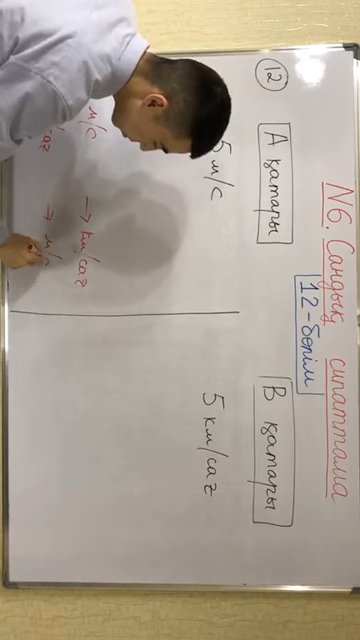 №6. Сандық сипаттама
12-бөлім
12
А қатары
В қатары
5 м/с
5 км/сағ
м/с → км/сағ
→ м/с